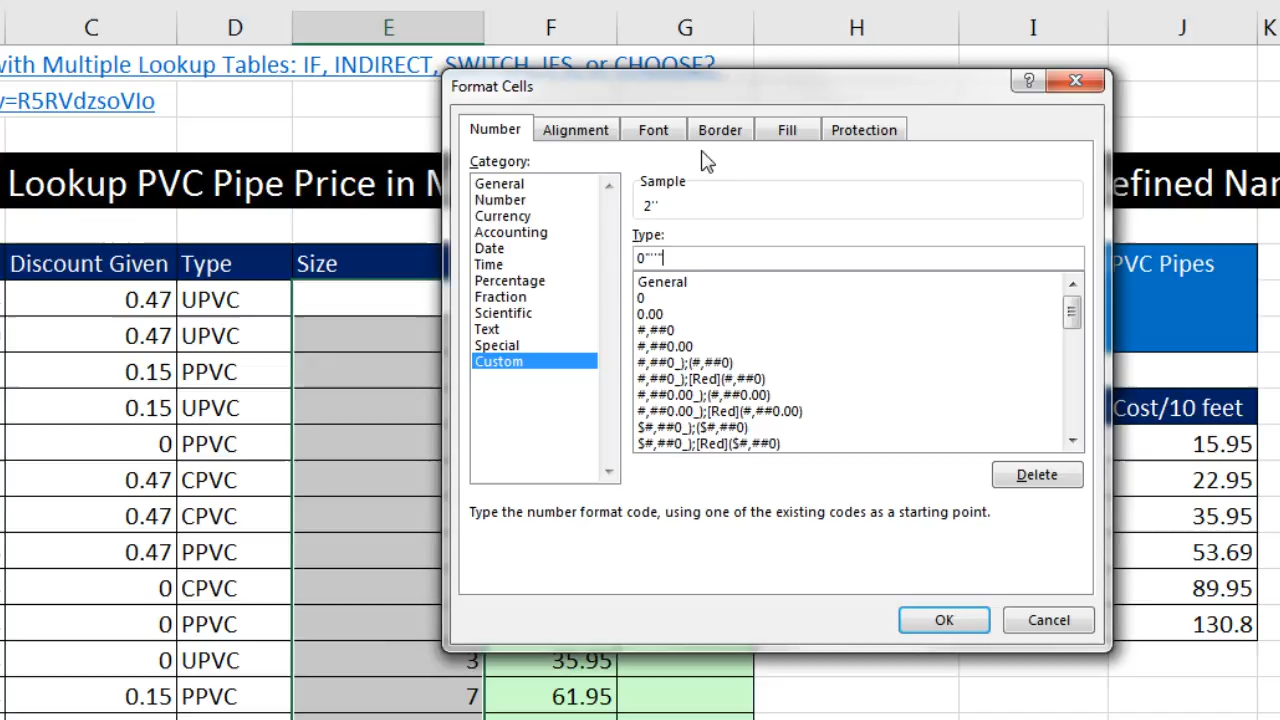 C D E F G H I J K
with Multiple Lookup Tables: IF, INDIRECT, SWITCH, IFS, or CHOOSE?
v=R5RVdzsoVIo
Format Cells
?
Number Alignment Font Border Fill Protection
Category:
General
Number
Currency
Accounting
Date
Time
Percentage
Fraction
Scientific
Text
Special
Custom
Sample
2''
Type:
0"''"
General
0
0.00
#,##0
#,##0.00
#,##0_);(#,##0)
#,##0_);[Red](#,##0)
#,##0.00_);(#,##0.00)
#,##0.00_);[Red](#,##0.00)
$#,##0_);($#,##0)
$#,##0_);[Red]($#,##0)
Delete
Type the number format code, using one of the existing codes as a starting point.
OK Cancel
Lookup PVC Pipe Price in efined Nar
Discount Given Type Size PVC Pipes
0.47 UPVC
0.47 UPVC
0.15 PPVC
0.15 UPVC Cost/10 feet
0 PPVC 15.95
0.47 CPVC 22.95
0.47 CPVC 35.95
0.47 PPVC 53.69
0 CPVC 89.95
0 PPVC 130.8
0 UPVC 3 35.95
0.15 PPVC 7 61.95